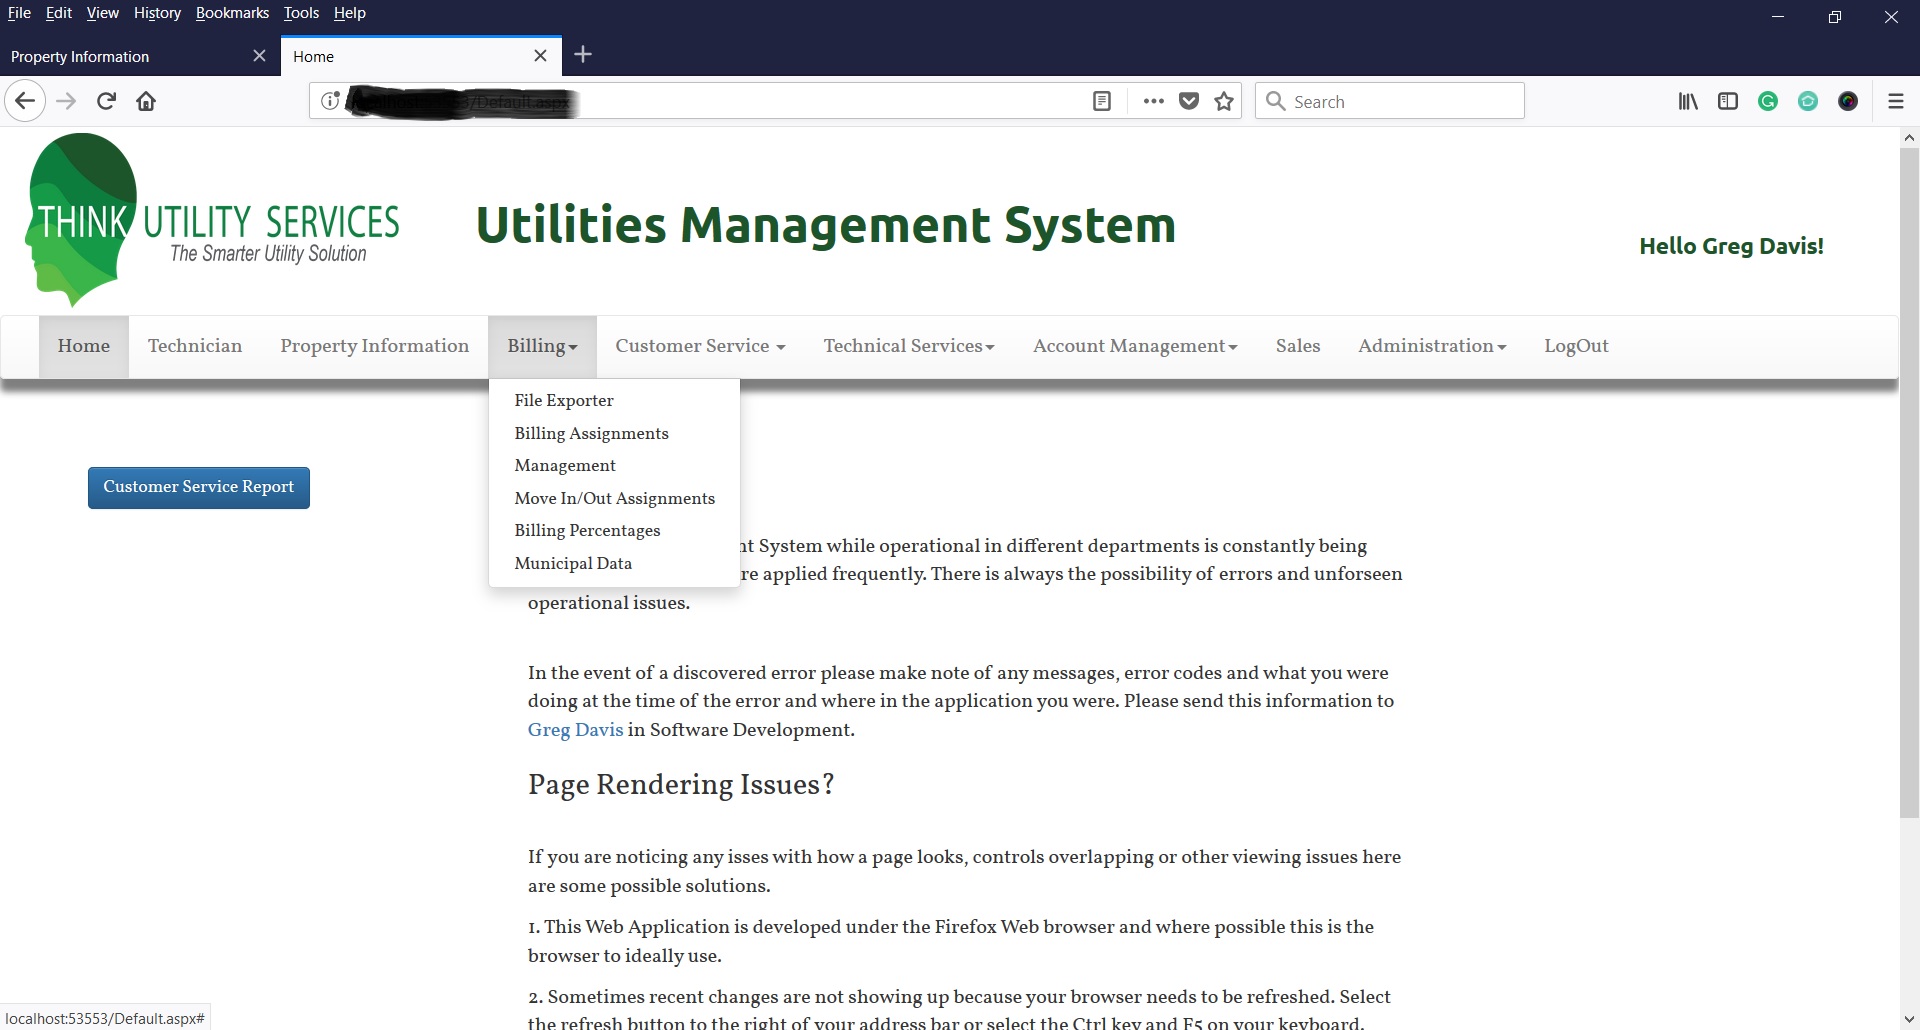 File Edit View History Bookmarks Tools Help
Property Information
Home
/Default.aspx
Search
THINK UTILITY SERVICES
The Smarter Utility Solution
Utilities Management System
Hello Greg Davis!
Home Technician Property Information Billing Customer Service Technical Services Account Management Sales Administration LogOut
File Exporter
Billing Assignments
Management
Move In/Out Assignments
Billing Percentages
Municipal Data
Customer Service Report
System while operational in different departments is constantly being
applied frequently. There is always the possibility of errors and unforseen
operational issues.
In the event of a discovered error please make note of any messages, error codes and what you were
doing at the time of the error and where in the application you were. Please send this information to
Greg Davis in Software Development.
Page Rendering Issues?
If you are noticing any isses with how a page looks, controls overlapping or other viewing issues here
are some possible solutions.
1. This Web Application is developed under the Firefox Web browser and where possible this is the
browser to ideally use.
2. Sometimes recent changes are not showing up because your browser needs to be refreshed. Select
the refresh button to the right of your address bar or select the Ctrl key and F5 on your keyboard.
localhost:53553/Default.aspx#